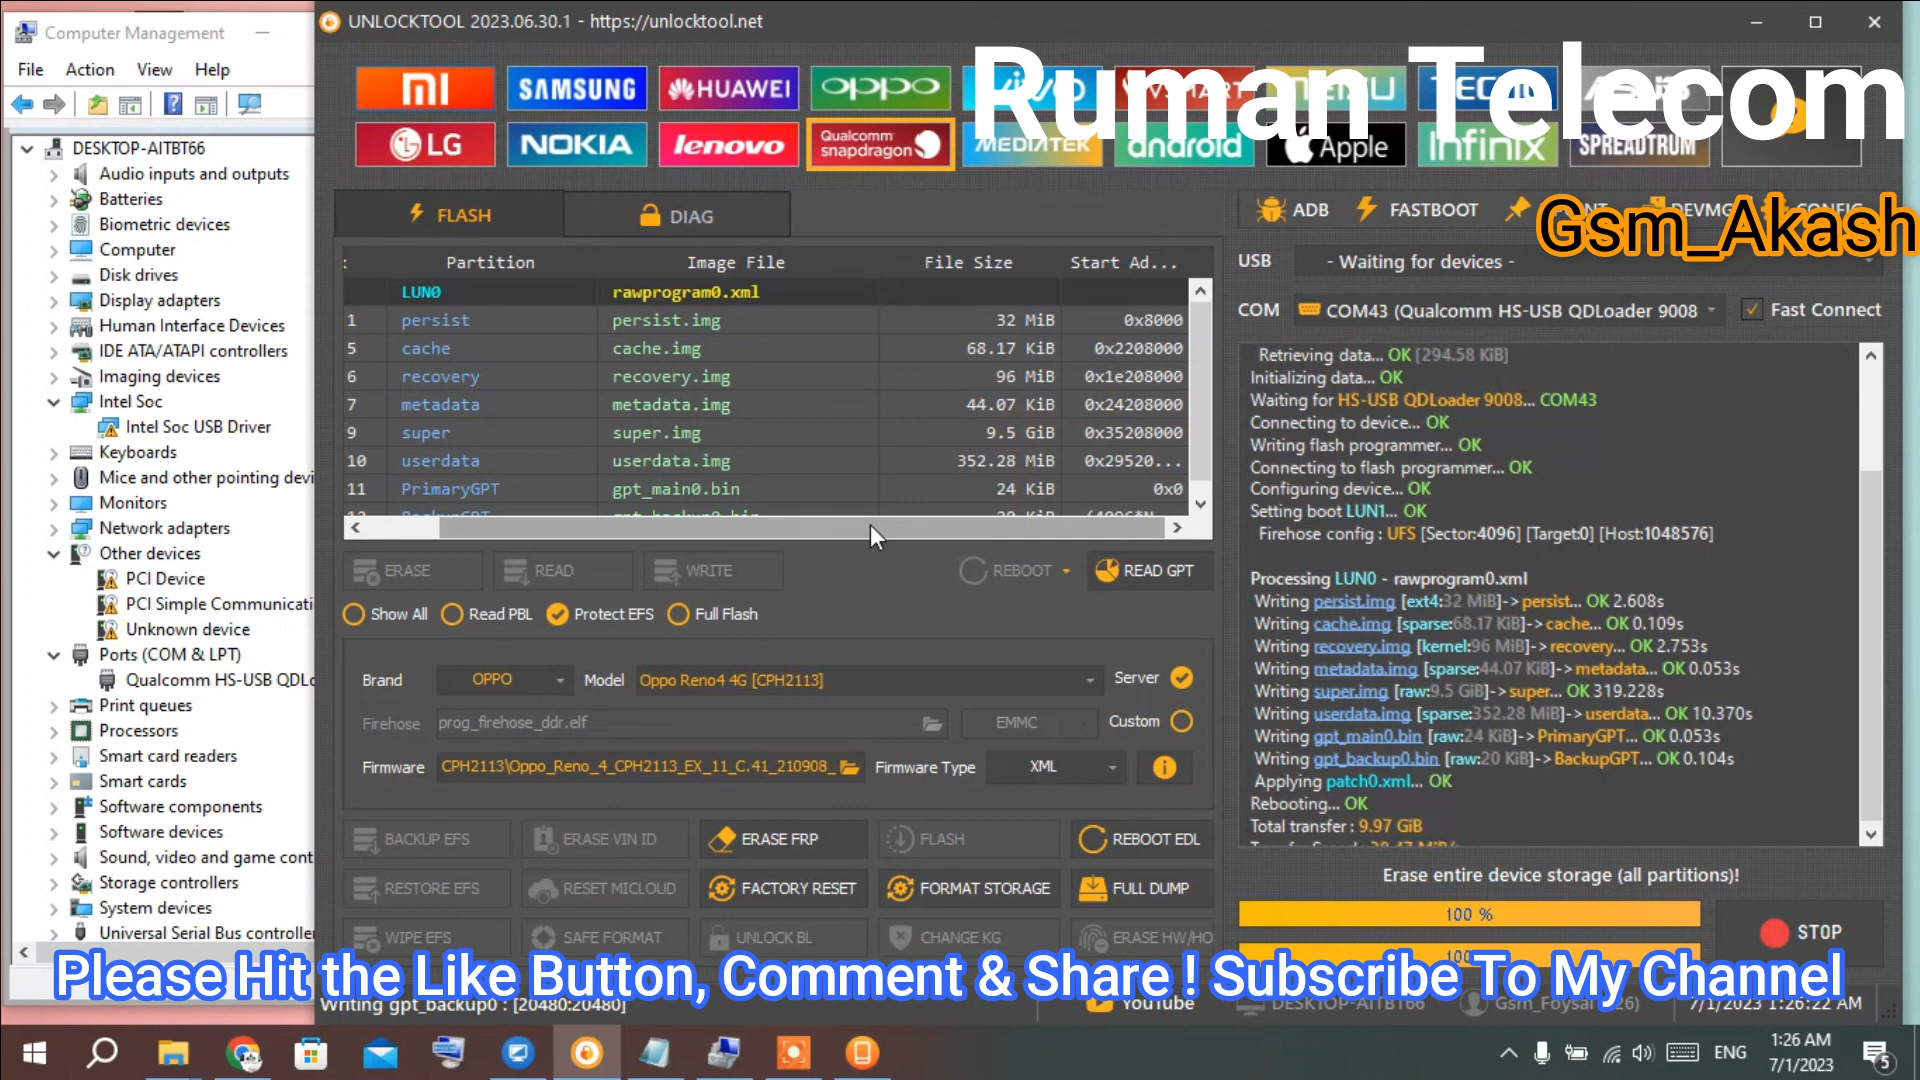 Computer Management
File Action View Help
DESKTOP-AITBT66
Audio inputs and outputs
Batteries
Biometric devices
Computer
Disk drives
Display adapters
Human Interface Devices
IDE ATA/ATAPI controllers
Imaging devices
Intel Soc
Intel Soc USB Driver
Keyboards
Mice and other pointing devi
Monitors
Network adapters
Other devices
PCI Device
PCI Simple Communicati
Unknown device
Ports (COM & LPT)
Qualcomm HS-USB QDLo
Print queues
Processors
Smart card readers
Smart cards
Software components
Software devices
Sound, video and game cont
Storage controllers
System devices
Universal Serial Bus controller
UNLOCKTOOL 2023.06.30.1 - https://unlocktool.net
Ruman Telecom
Gsm_Akash
SAMSUNG HUAWEI oppo
LG NOKIA lenovo Qualcomm snapdragon MEDIATEK android Apple Infinix SPREADTRUM
FLASH DIAG
: Partition Image File File Size Start Ad...
LUN0 rawprogram0.xml
1 persist persist.img 32 MiB 0x8000
5 cache cache.img 68.17 KiB 0x2208000
6 recovery recovery.img 96 MiB 0x1e208000
7 metadata metadata.img 44.07 KiB 0x24208000
9 super super.img 9.5 GiB 0x35208000
10 userdata userdata.img 352.28 MiB 0x29520...
11 PrimaryGPT gpt_main0.bin 24 KiB 0x0
ERASE READ WRITE REBOOT READ GPT
Show All Read PBL Protect EFS Full Flash
Brand OPPO Model Oppo Reno4 4G [CPH2113] Server
Firehose prog_firehose_ddr.elf EMMC Custom
Firmware CPH2113\Oppo_Reno_4_CPH2113_EX_11_C.41_210908_ Firmware Type XML
BACKUP EFS ERASE VIN ID ERASE FRP FLASH REBOOT EDL
RESTORE EFS RESET MICLOUD FACTORY RESET FORMAT STORAGE FULL DUMP
WIPE EFS SAFE FORMAT UNLOCK BL CHANGE KG ERASE HW/HO
ADB FASTBOOT DEVMG CONFIG
USB - Waiting for devices -
COM COM43 (Qualcomm HS-USB QDLoader 9008 Fast Connect
Retrieving data... OK [294.58 KiB]
Initializing data... OK
Waiting for HS-USB QDLoader 9008... COM43
Connecting to device... OK
Writing flash programmer... OK
Connecting to flash programmer... OK
Configuring device... OK
Setting boot LUN1... OK
Firehose config : UFS [Sector:4096] [Target:0] [Host:1048576]
Processing LUN0 - rawprogram0.xml
Writing persist.img [ext4:32 MiB]-> persist... OK 2.608s
Writing cache.img [sparse:68.17 KiB]-> cache... OK 0.109s
Writing recovery.img [kernel:96 MiB]-> recovery... OK 2.753s
Writing metadata.img [sparse:44.07 KiB]-> metadata... OK 0.053s
Writing super.img [raw:9.5 GiB]-> super... OK 319.228s
Writing userdata.img [sparse:352.28 MiB]-> userdata... OK 10.370s
Writing gpt_main0.bin [raw:24 KiB]-> PrimaryGPT... OK 0.053s
Writing gpt_backup0.bin [raw:20 KiB]-> BackupGPT... OK 0.104s
Applying patch0.xml... OK
Rebooting... OK
Total transfer : 9.97 GiB
Erase entire device storage (all partitions)!
100 %
STOP
Please Hit the Like Button, Comment & Share ! Subscribe To My Channel
Writing gpt_backup0 : [20480:20480] YouTube DESKTOP-AITBT66 7/1/2023 1:26:22 AM
ENG 1:26 AM
7/1/2023
5